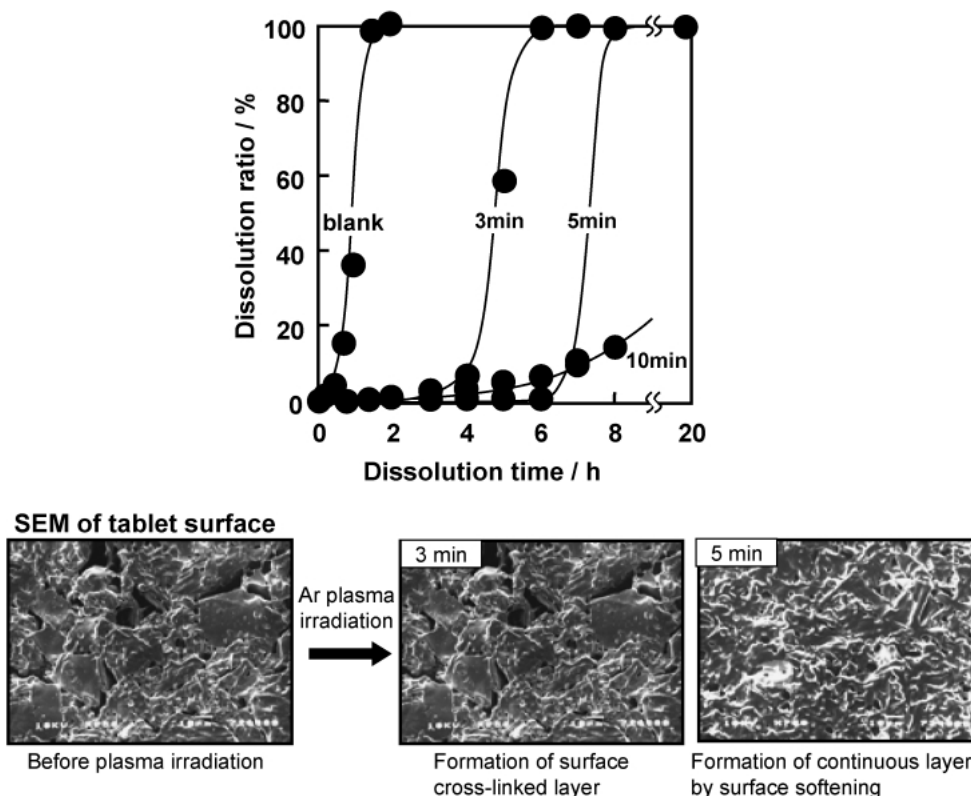 Dissolution ratio / %
100
80
60
40
20
0
blank
3min
5min
10min
0
2
4
6
8
20
Dissolution time / h
SEM of tablet surface
Ar plasma
irradiation
3 min
5 min
Before plasma irradiation
Formation of surface
cross-linked layer
Formation of continuous layer
by surface softening